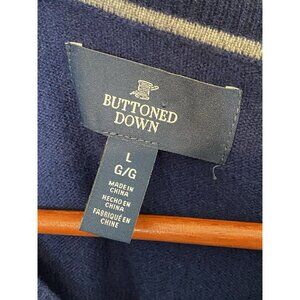 BUTTONED
DOWN
L
G/G
MADE IN
CHINA
HECHO EN
CHINA
FABRIQUÉ EN
CHINE